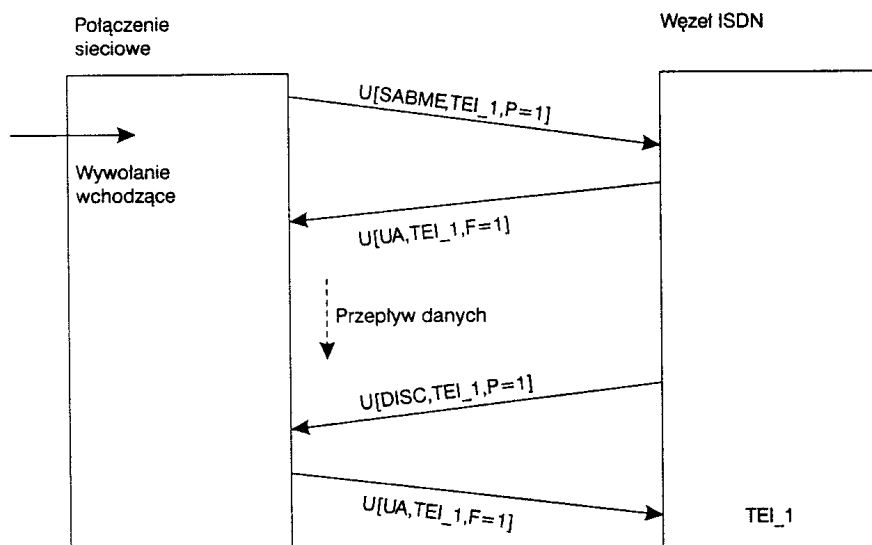 Połączenie
sieciowe
Węzeł ISDN
U[SABME,TEI_1,P=1]
Wywołanie
wchodzące
U[UA,TEI_1,F=1]
Przepływ danych
U[DISC,TEI_1,P=1]
U[UA,TEI_1,F=1]
TEI_1